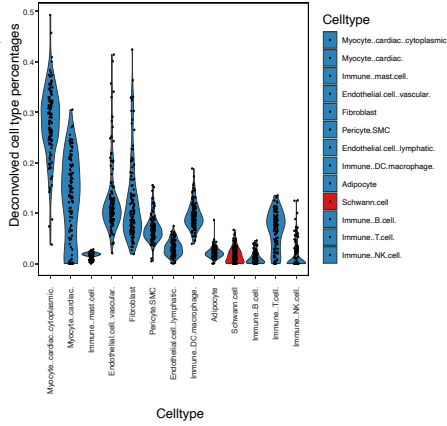 Deconvolved cell type percentages
0.5
0.4
0.3
0.2
0.1
0.0
Myocyte..cardiac..cytoplasmic.
Myocyte..cardiac.
Immune..mast.cell.
Endothelial.cell..vascular.
Fibroblast
Pericyte.SMC
Endothelial.cell..lymphatic.
Immune..DC.macrophage.
Adipocyte
Schwann.cell
Immune..B.cell.
Immune..T.cell.
Immune..NK.cell.
Celltype
Celltype
Myocyte..cardiac..cytoplasmic.
Myocyte..cardiac.
Immune..mast.cell.
Endothelial.cell..vascular.
Fibroblast
Pericyte.SMC
Endothelial.cell..lymphatic.
Immune..DC.macrophage.
Adipocyte
Schwann.cell
Immune..B.cell.
Immune..T.cell.
Immune..NK.cell.